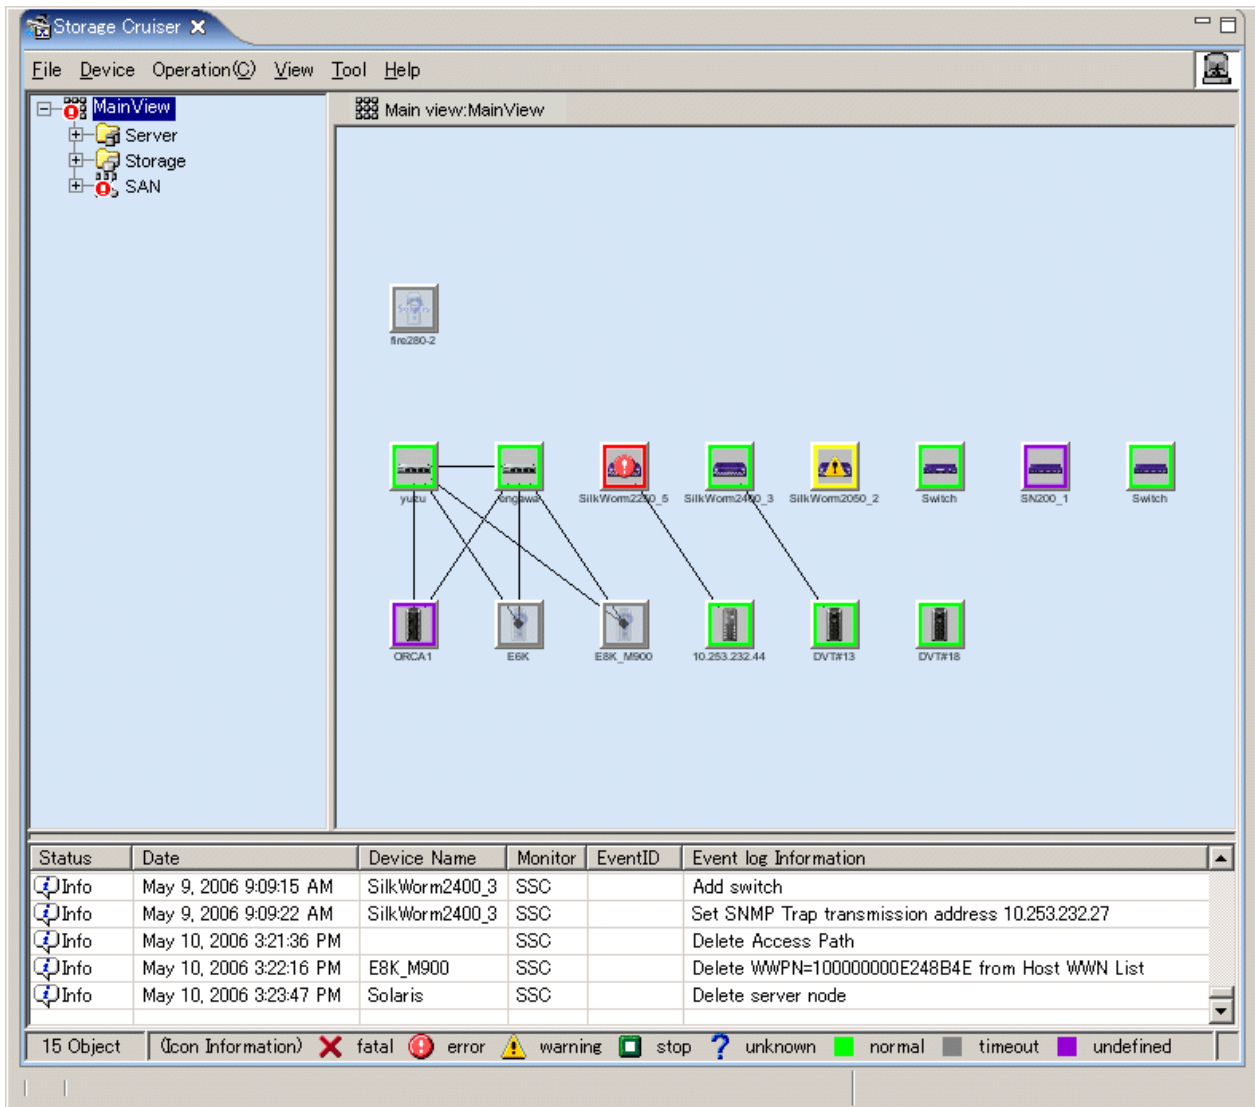 Storage Cruiser
File Device Operation(C) View Tool Help
MainView
Server
Storage
SAN
Main view:MainView
fire280-2
yuzu engawa SilkWorm2250_5 SilkWorm2400_3 SilkWorm2050_2 Switch SN200_1 Switch
ORCA1 E6K E8K_M900 10.253.232.44 DVT#13 DVT#18
Status Date Device Name Monitor EventID Event log Information
Info May 9, 2006 9:09:15 AM SilkWorm2400_3 SSC Add switch
Info May 9, 2006 9:09:22 AM SilkWorm2400_3 SSC Set SNMP Trap transmission address 10.253.232.27
Info May 10, 2006 3:21:36 PM SSC Delete Access Path
Info May 10, 2006 3:22:16 PM E8K_M900 SSC Delete WWPN=100000000E248B4E from Host WWN List
Info May 10, 2006 3:23:47 PM Solaris SSC Delete server node
15 Object (Icon Information) fatal error warning stop unknown normal timeout undefined